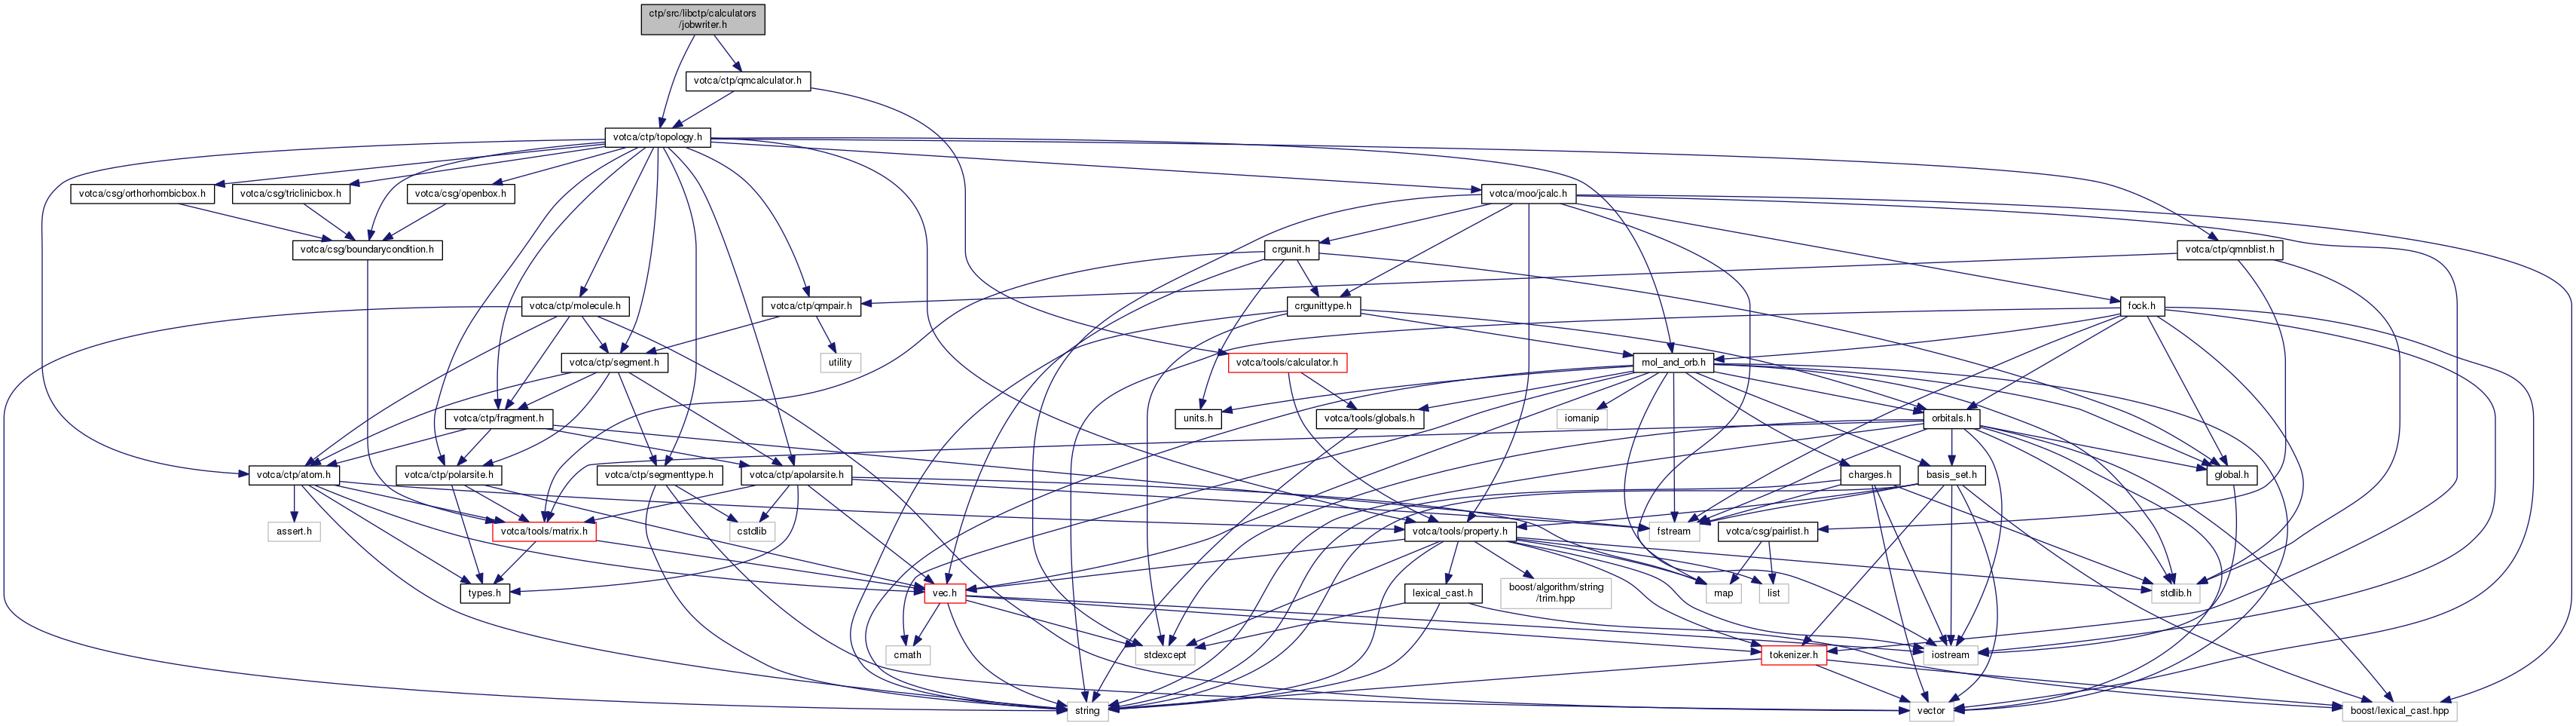 ctp/src/libctp/calculators
/jobwriter.h
votca/ctp/qmcalculator.h
votca/ctp/topology.h
votca/csg/orthorhombicbox.h
votca/csg/triclinicbox.h
votca/csg/openbox.h
votca/moo/jcalc.h
votca/csg/boundarycondition.h
crgunit.h
votca/ctp/qmnblist.h
votca/ctp/molecule.h
votca/ctp/qmpair.h
crgunittype.h
fock.h
votca/ctp/segment.h
utility
votca/tools/calculator.h
mol_and_orb.h
votca/ctp/fragment.h
units.h
votca/tools/globals.h
iomanip
orbitals.h
votca/ctp/atom.h
votca/ctp/polarsite.h
votca/ctp/segmenttype.h
votca/ctp/apolarsite.h
charges.h
basis_set.h
global.h
assert.h
votca/tools/matrix.h
cstdlib
fstream
votca/tools/property.h
votca/csg/pairlist.h
types.h
vec.h
lexical_cast.h
boost/algorithm/string
/trim.hpp
map
list
stdlib.h
cmath
stdexcept
tokenizer.h
iostream
string
vector
boost/lexical_cast.hpp